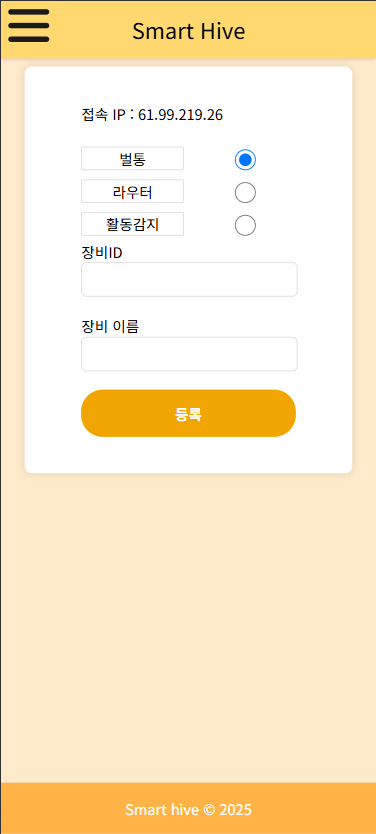 Smart Hive
접속 IP : 61.99.219.26
벌통
라우터
활동감지
장비ID
장비 이름
등록
Smart hive © 2025